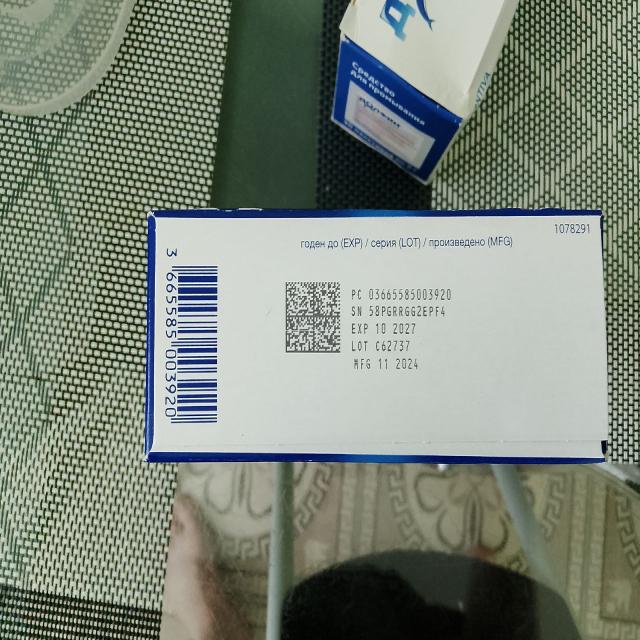 Средство
для промывания
ДОЛФИН
годен до (EXP) / серия (LOT) / произведено (MFG)
1078291
3 665585 003920
PC 03665585003920
SN 58PGRRGG2EPF4
EXP 10 2027
LOT C62737
MFG 11 2024